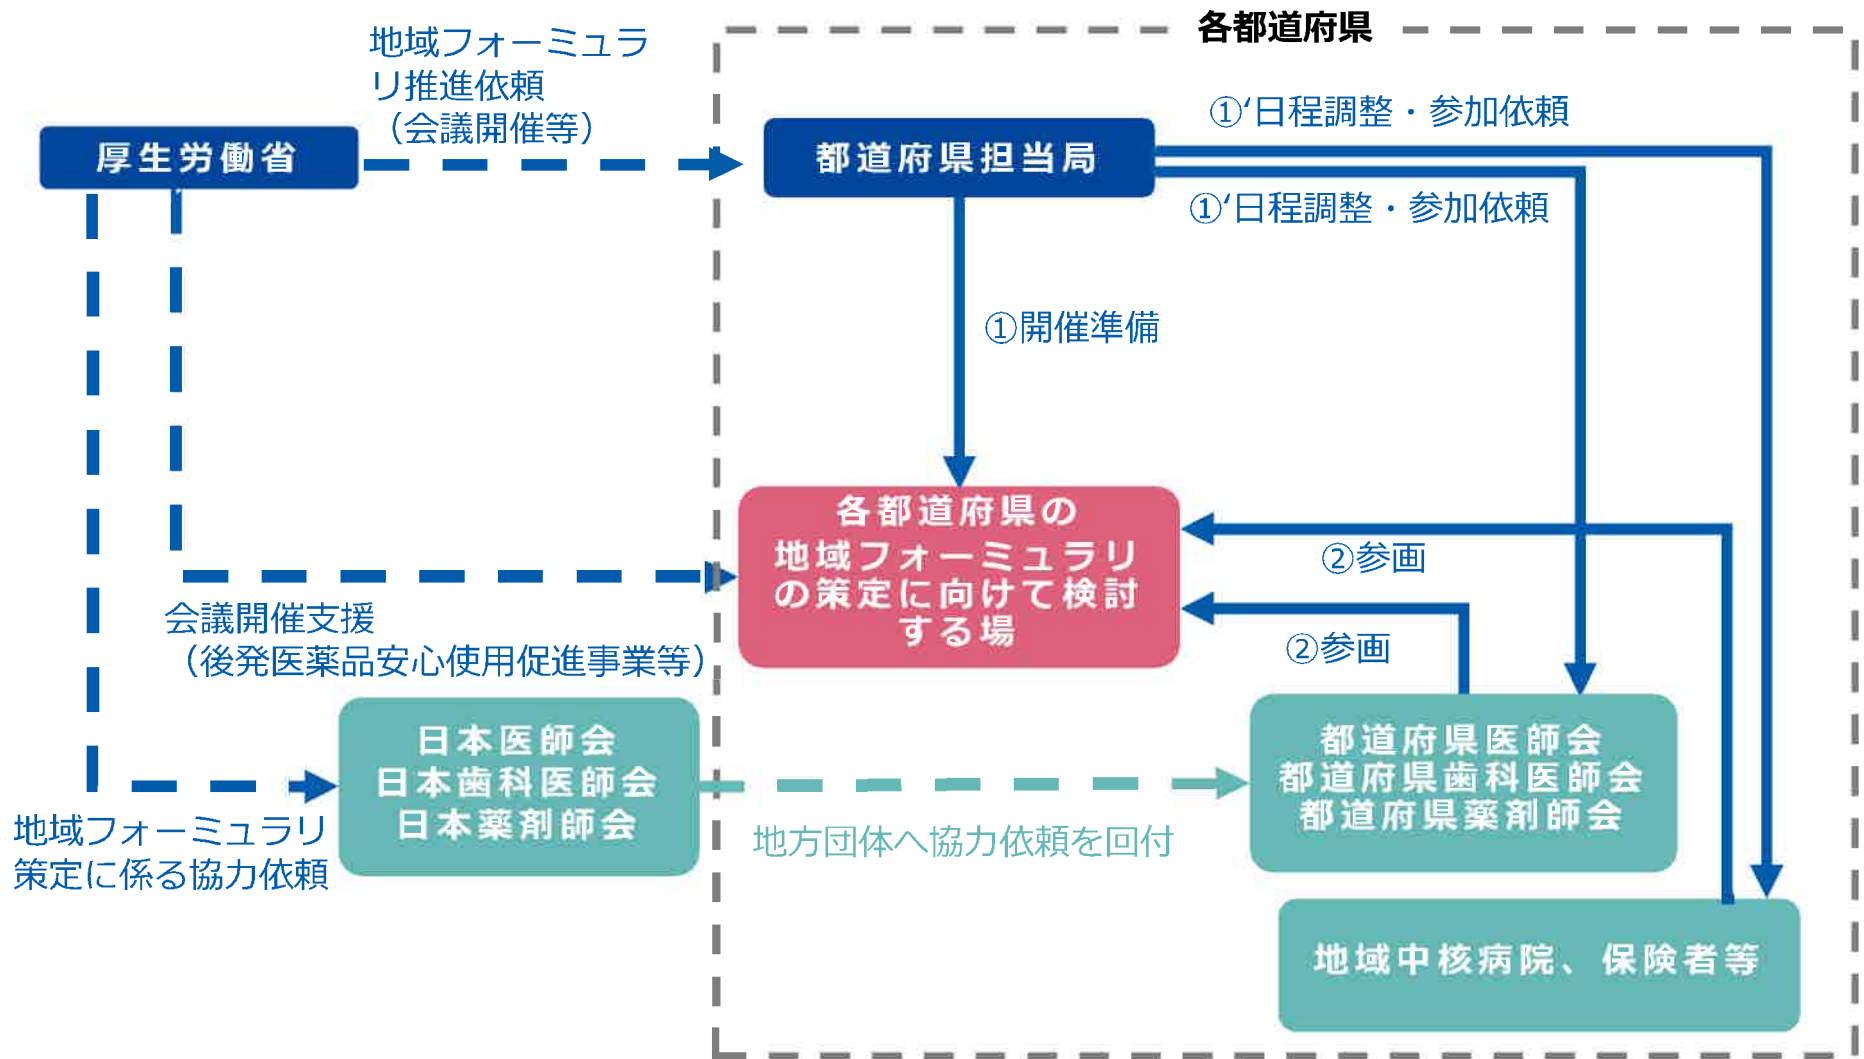 各都道府県
地域フォーミュラ
リ推進依頼
（会議開催等）
厚生労働省
都道府県担当局
①‘日程調整・参加依頼
①‘日程調整・参加依頼
①開催準備
各都道府県の
地域フォーミュラリ
の策定に向けて検討
する場
②参画
②参画
会議開催支援
（後発医薬品安心使用促進事業等）
日本医師会
日本歯科医師会
日本薬剤師会
都道府県医師会
都道府県歯科医師会
都道府県薬剤師会
地域フォーミュラリ
策定に係る協力依頼
地方団体へ協力依頼を回付
地域中核病院、保険者等